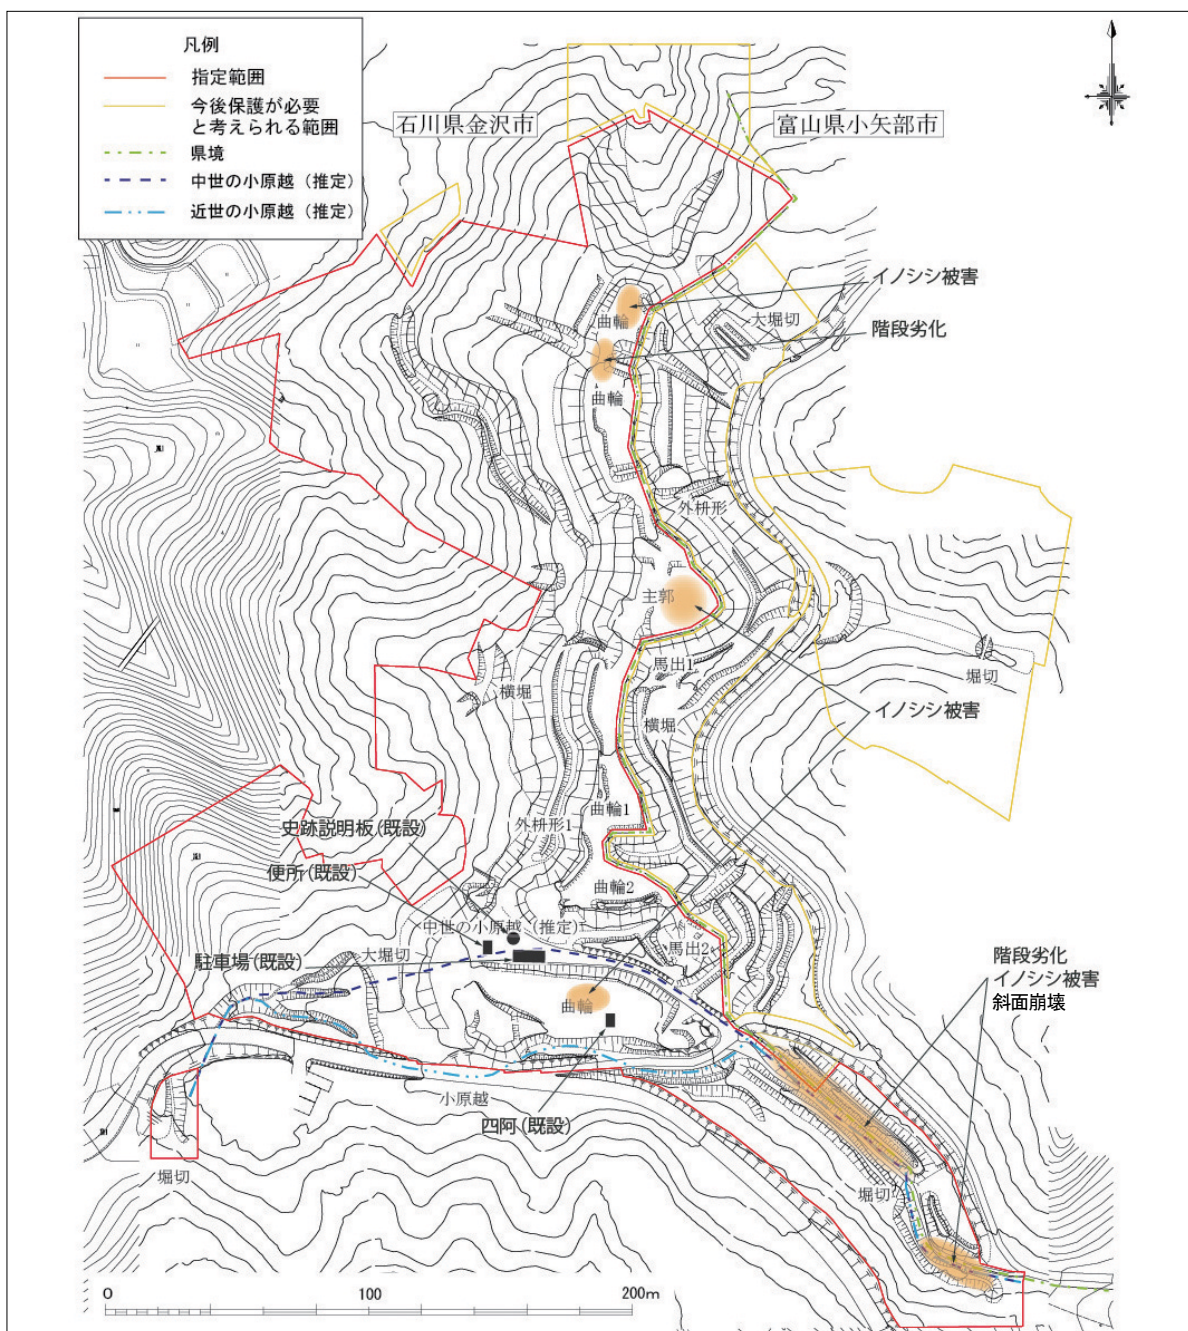 凡例
指定範囲
今後保護が必要
と考えられる範囲
県境
中世の小原越（推定）
近世の小原越（推定）
石川県金沢市
富山県小矢部市
イノシシ被害
曲輪
大堀切
階段劣化
曲輪
外枡形
主郭
馬出1
堀切
横堀
横堀
イノシシ被害
曲輪1
史跡説明板(既設)
外枡形1
便所(既設)
曲輪2
中世の小原越（推定）
馬出2
大堀切
駐車場(既設)
階段劣化
イノシシ被害
斜面崩壊
曲輪
小原越
四阿(既設)
堀切
堀切
0 100 200m